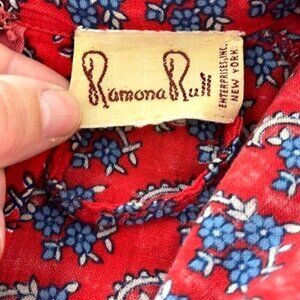 Ramona Rull
ENTERPRISES, INC.
NEW YORK